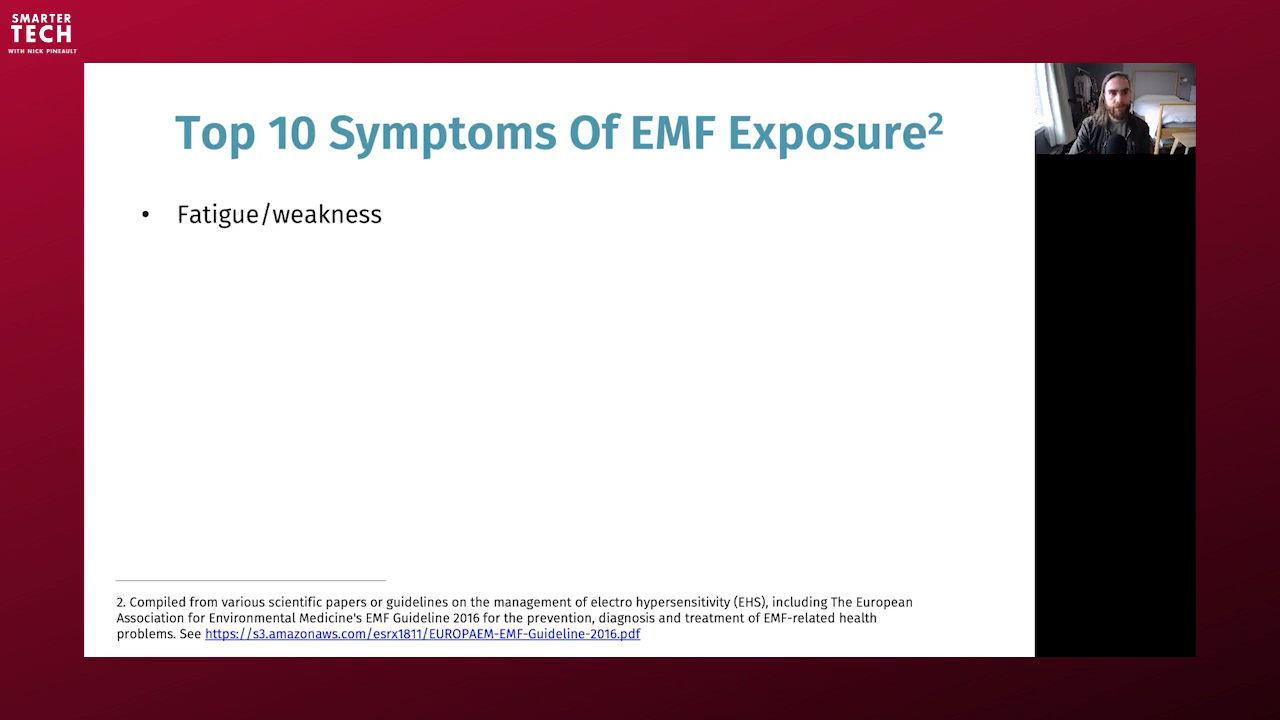 SMARTER
TECH
WITH NICK PINEAULT
Top 10 Symptoms Of EMF Exposure²
• Fatigue/weakness
2. Compiled from various scientific papers or guidelines on the management of electro hypersensitivity (EHS), including The European
Association for Environmental Medicine's EMF Guideline 2016 for the prevention, diagnosis and treatment of EMF-related health
problems. See https://s3.amazonaws.com/esrx1811/EUROPAEM-EMF-Guideline-2016.pdf